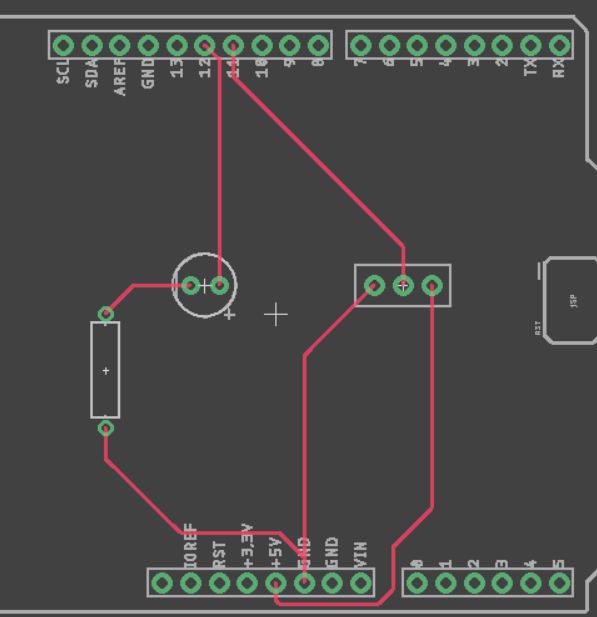 SCL SDA AREF GND 13 12 11 10 9 8 7 6 5 4 3 2 TX RX
+
RST ISP
IOREF RST +3.3V +5V GND GND VIN 0 1 2 3 4 5